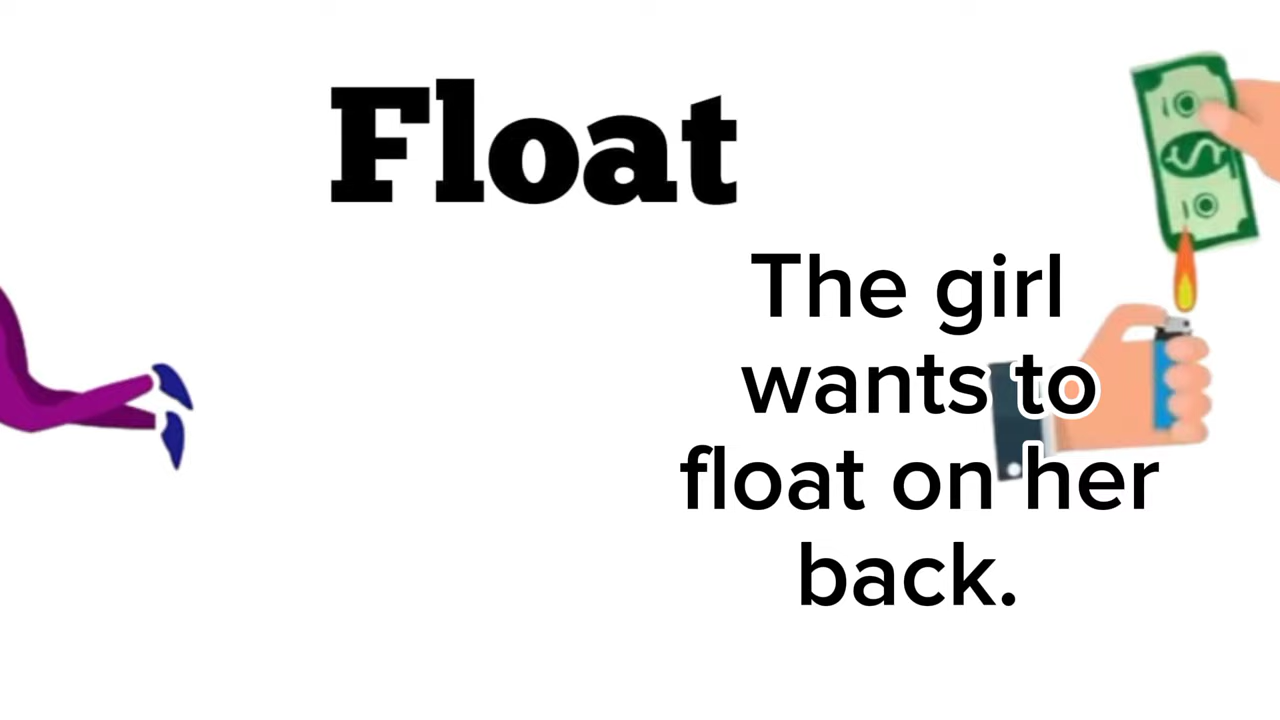 Float
The girl
wants to
float on her
back.